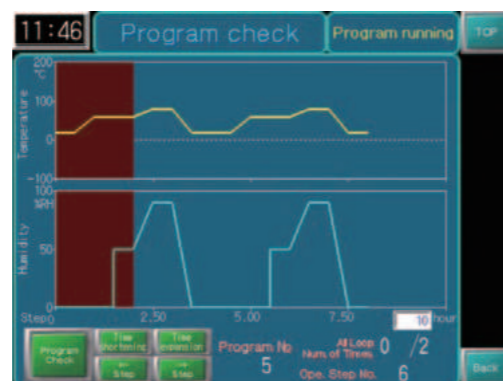 11:46 Program check Program running TOP
200
°C
100
Temperature
0
-100
100
%RH
Humidity
50
0
Step0 2.50 5.00 7.50 10 hour
Program Check
Time shortening
Time expansion
← Step
→ Step
Program No 5
All Loop Num. of Times 0 /2
Ope. Step No. 6
Back